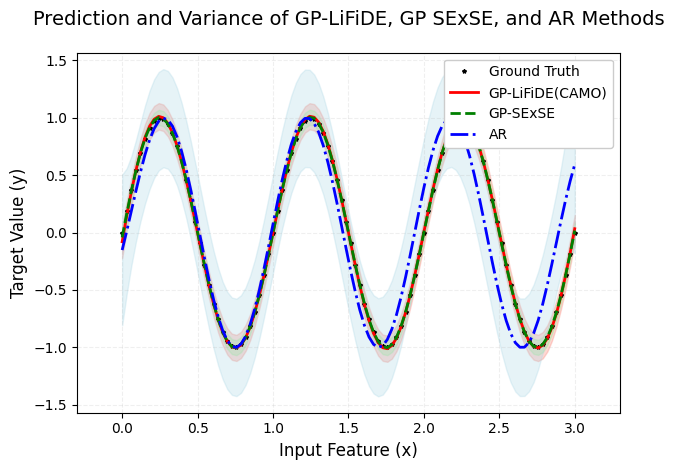 Prediction and Variance of GP-LiFiDE, GP SExSE, and AR Methods
Ground Truth
GP-LiFiDE(CAMO)
GP-SExSE
AR
Target Value (y)
1.5
1.0
0.5
0.0
−0.5
−1.0
−1.5
0.0 0.5 1.0 1.5 2.0 2.5 3.0
Input Feature (x)